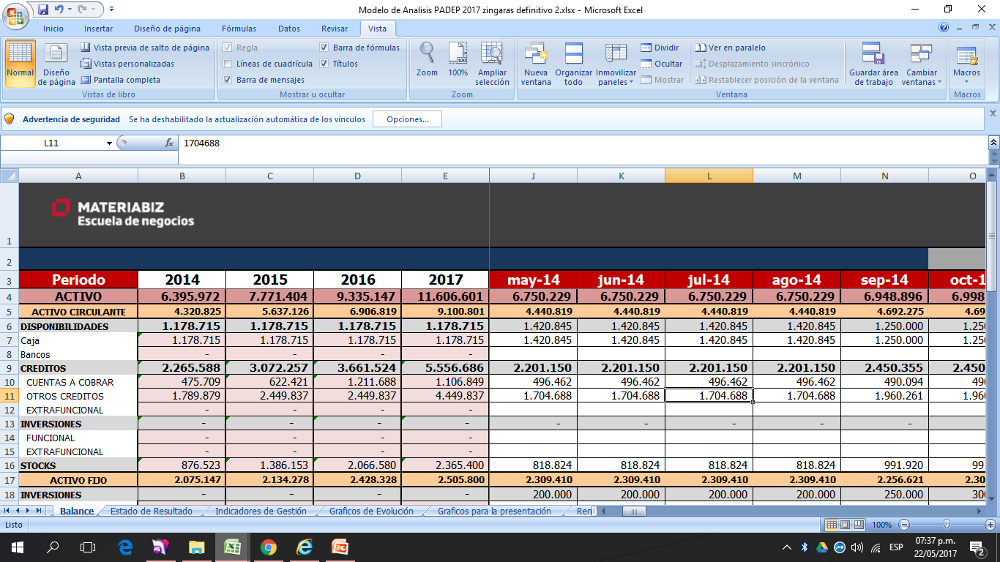 Modelo de Analisis PADEP 2017 zingaras definitivo 2.xlsx - Microsoft Excel
Inicio Insertar Diseño de página Fórmulas Datos Revisar Vista
Normal
Diseño de página
Vista previa de salto de página
Vistas personalizadas
Pantalla completa
Vistas de libro
Regla
Líneas de cuadrícula
Barra de mensajes
Barra de fórmulas
Títulos
Mostrar u ocultar
Zoom
100%
Ampliar selección
Zoom
Nueva ventana
Organizar todo
Inmovilizar paneles
Dividir
Ocultar
Mostrar
Ver en paralelo
Desplazamiento sincrónico
Restablecer posición de la ventana
Guardar área de trabajo
Cambiar ventanas
Ventana
Macros
Macros
Advertencia de seguridad Se ha deshabilitado la actualización automática de los vínculos Opciones...
L11 fx 1704688
A B C D E J K L M N O
1 MATERIABIZ
Escuela de negocios
2
3 Periodo 2014 2015 2016 2017 may-14 jun-14 jul-14 ago-14 sep-14 oct-1
4 ACTIVO 6.395.972 7.771.404 9.335.147 11.606.601 6.750.229 6.750.229 6.750.229 6.750.229 6.948.896 6.998
5 ACTIVO CIRCULANTE 4.320.825 5.637.126 6.906.819 9.100.801 4.440.819 4.440.819 4.440.819 4.440.819 4.692.275 4.69
6 DISPONIBILIDADES 1.178.715 1.178.715 1.178.715 1.178.715 1.420.845 1.420.845 1.420.845 1.420.845 1.250.000 1.250
7 Caja 1.178.715 1.178.715 1.178.715 1.178.715 1.420.845 1.420.845 1.420.845 1.420.845 1.250.000 1.250
8 Bancos - - - -
9 CREDITOS 2.265.588 3.072.257 3.661.524 5.556.686 2.201.150 2.201.150 2.201.150 2.201.150 2.450.355 2.450
10 CUENTAS A COBRAR 475.709 622.421 1.211.688 1.106.849 496.462 496.462 496.462 496.462 490.094 490
11 OTROS CREDITOS 1.789.879 2.449.837 2.449.837 4.449.837 1.704.688 1.704.688 1.704.688 1.704.688 1.960.261 1.960
12 EXTRAFUNCIONAL - - - -
13 INVERSIONES - - - - - - - - -
14 FUNCIONAL - - - -
15 EXTRAFUNCIONAL - - - -
16 STOCKS 876.523 1.386.153 2.066.580 2.365.400 818.824 818.824 818.824 818.824 991.920 991
17 ACTIVO FIJO 2.075.147 2.134.278 2.428.328 2.505.800 2.309.410 2.309.410 2.309.410 2.309.410 2.256.621 2.30
18 INVERSIONES - - - - 200.000 200.000 200.000 200.000 250.000 300
Balance Estado de Resultado Indicadores de Gestión Graficos de Evolución Graficos para la presentación Ren
Listo 100%
ESP 07:37 p.m.
22/05/2017 2